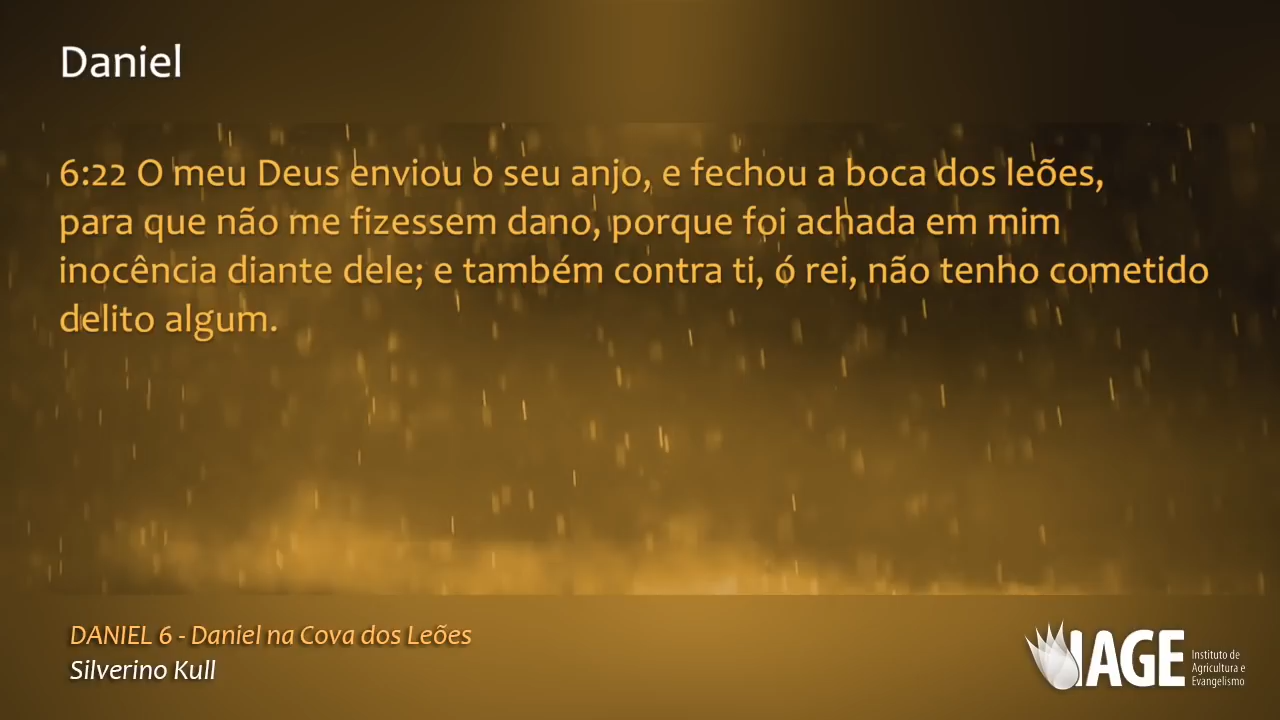 Daniel
6:22 O meu Deus enviou o seu anjo, e fechou a boca dos leões,
para que não me fizessem dano, porque foi achada em mim
inocência diante dele; e também contra ti, ó rei, não tenho cometido
delito algum.
DANIEL 6 - Daniel na Cova dos Leões
Silverino Kull
IAGE
Instituto de
Agricultura e
Evangelismo